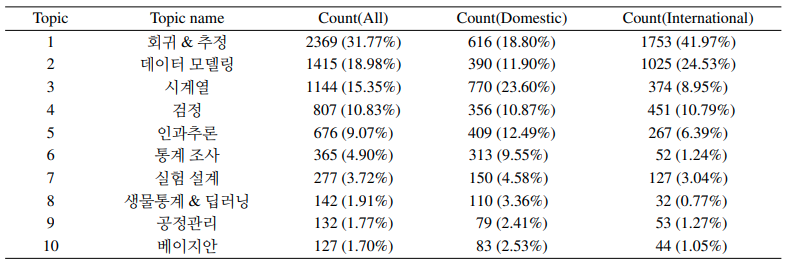 Topic Topic name Count(All) Count(Domestic) Count(International)
1 회귀 & 추정 2369 (31.77%) 616 (18.80%) 1753 (41.97%)
2 데이터 모델링 1415 (18.98%) 390 (11.90%) 1025 (24.53%)
3 시계열 1144 (15.35%) 770 (23.60%) 374 (8.95%)
4 검정 807 (10.83%) 356 (10.87%) 451 (10.79%)
5 인과추론 676 (9.07%) 409 (12.49%) 267 (6.39%)
6 통계 조사 365 (4.90%) 313 (9.55%) 52 (1.24%)
7 실험 설계 277 (3.72%) 150 (4.58%) 127 (3.04%)
8 생물통계 & 딥러닝 142 (1.91%) 110 (3.36%) 32 (0.77%)
9 공정관리 132 (1.77%) 79 (2.41%) 53 (1.27%)
10 베이지안 127 (1.70%) 83 (2.53%) 44 (1.05%)